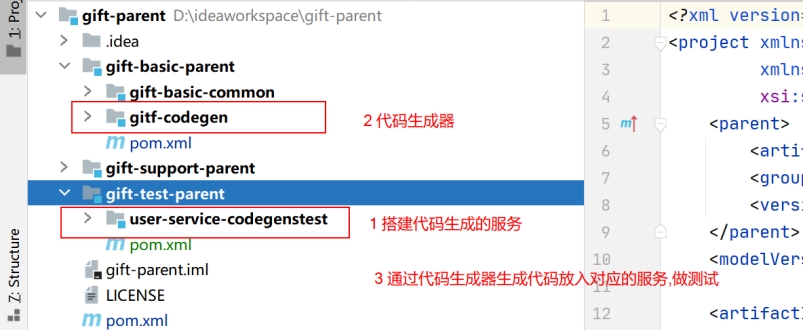 1: Proj
gift-parent D:\ideaworkspace\gift-parent
.idea
gift-basic-parent
gift-basic-common
gitf-codegen
2 代码生成器
pom.xml
gift-support-parent
gift-test-parent
user-service-codegenstest
1 搭建代码生成的服务
pom.xml
gift-parent.iml
3 通过代码生成器生成代码放入对应的服务,做测试
LICENSE
pom.xml
Z: Structure
1 <?xml version=
2 <project xmlns
3 xmlns
4 xsi:s
5 <parent>
6 <artif
7 <group
8 <versi
9 </parent>
10 <modelVers
11
12 <artifactI